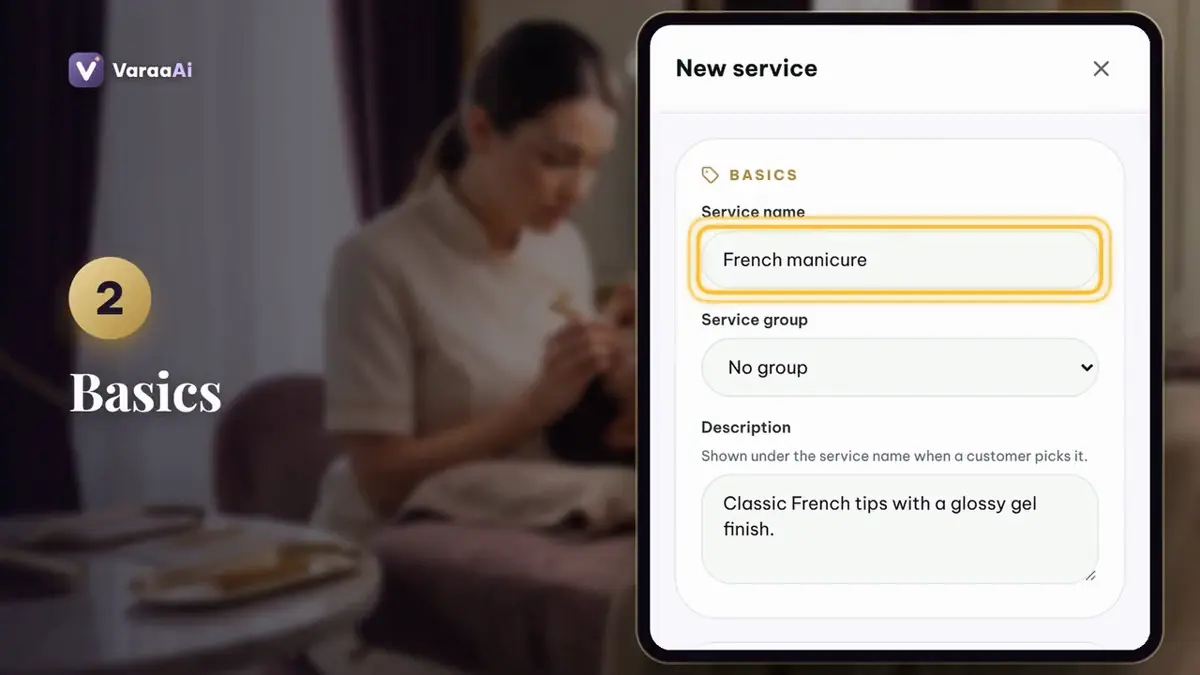 VaraaAi
2
Basics
New service
BASICS
Service name
French manicure
Service group
No group
Description
Shown under the service name when a customer picks it.
Classic French tips with a glossy gel
finish.